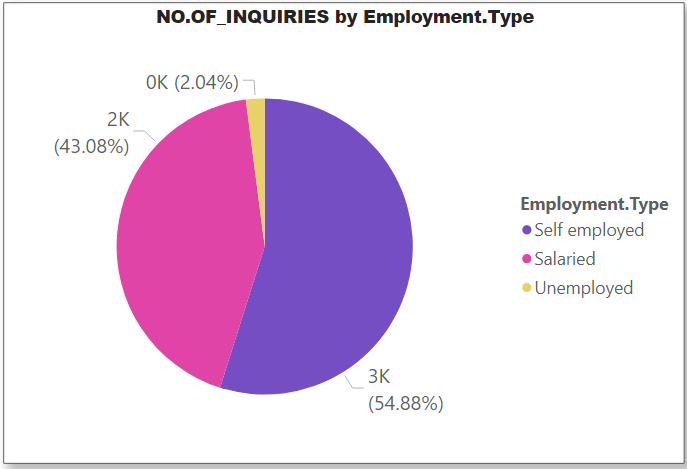 NO.OF_INQUIRIES by Employment.Type
0K (2.04%)
2K
(43.08%)
Employment.Type
Self employed
Salaried
Unemployed
3K
(54.88%)